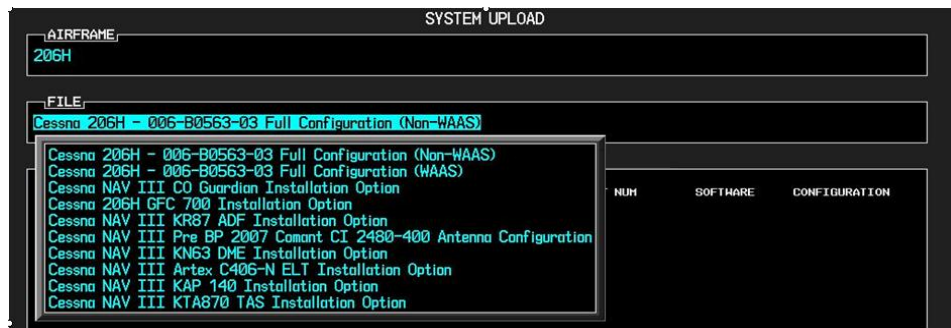 SYSTEM UPLOAD
AIRFRAME
206H
FILE
Cessna 206H - 006-B0563-03 Full Configuration (Non-WAAS)
Cessna 206H - 006-B0563-03 Full Configuration (Non-WAAS)
Cessna 206H - 006-B0563-03 Full Configuration (WAAS)
Cessna NAV III CO Guardian Installation Option
Cessna 206H GFC 700 Installation Option
Cessna NAV III KR87 ADF Installation Option
Cessna NAV III Pre BP 2007 Comant CI 2480-400 Antenna Configuration
Cessna NAV III KN63 DME Installation Option
Cessna NAV III Artex C406-N ELT Installation Option
Cessna NAV III KAP 140 Installation Option
Cessna NAV III KTA870 TAS Installation Option
NUM SOFTWARE CONFIGURATION